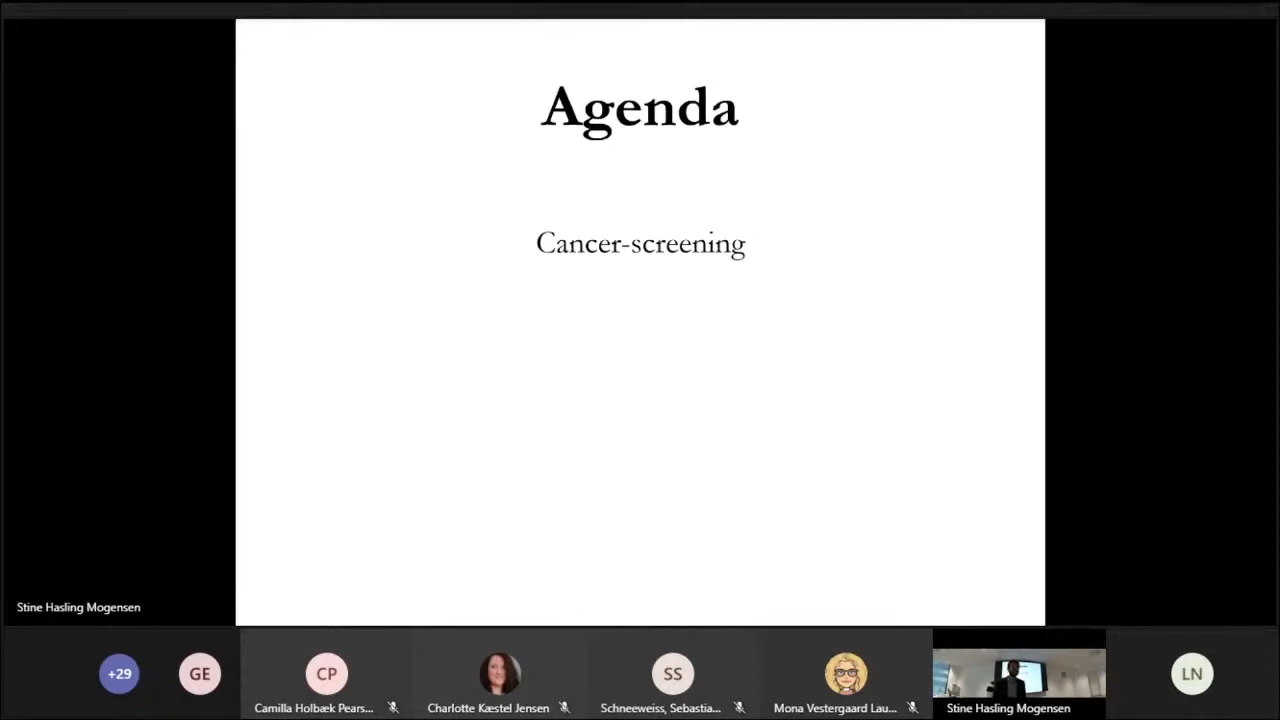 Agenda
Cancer-screening
Stine Hasling Mogensen
+29
GE
CP
SS
LN
Camilla Holbæk Pears...
Charlotte Kæstel Jensen
Schneeweiss, Sebastia...
Mona Vestergaard Lau...
Stine Hasling Mogensen